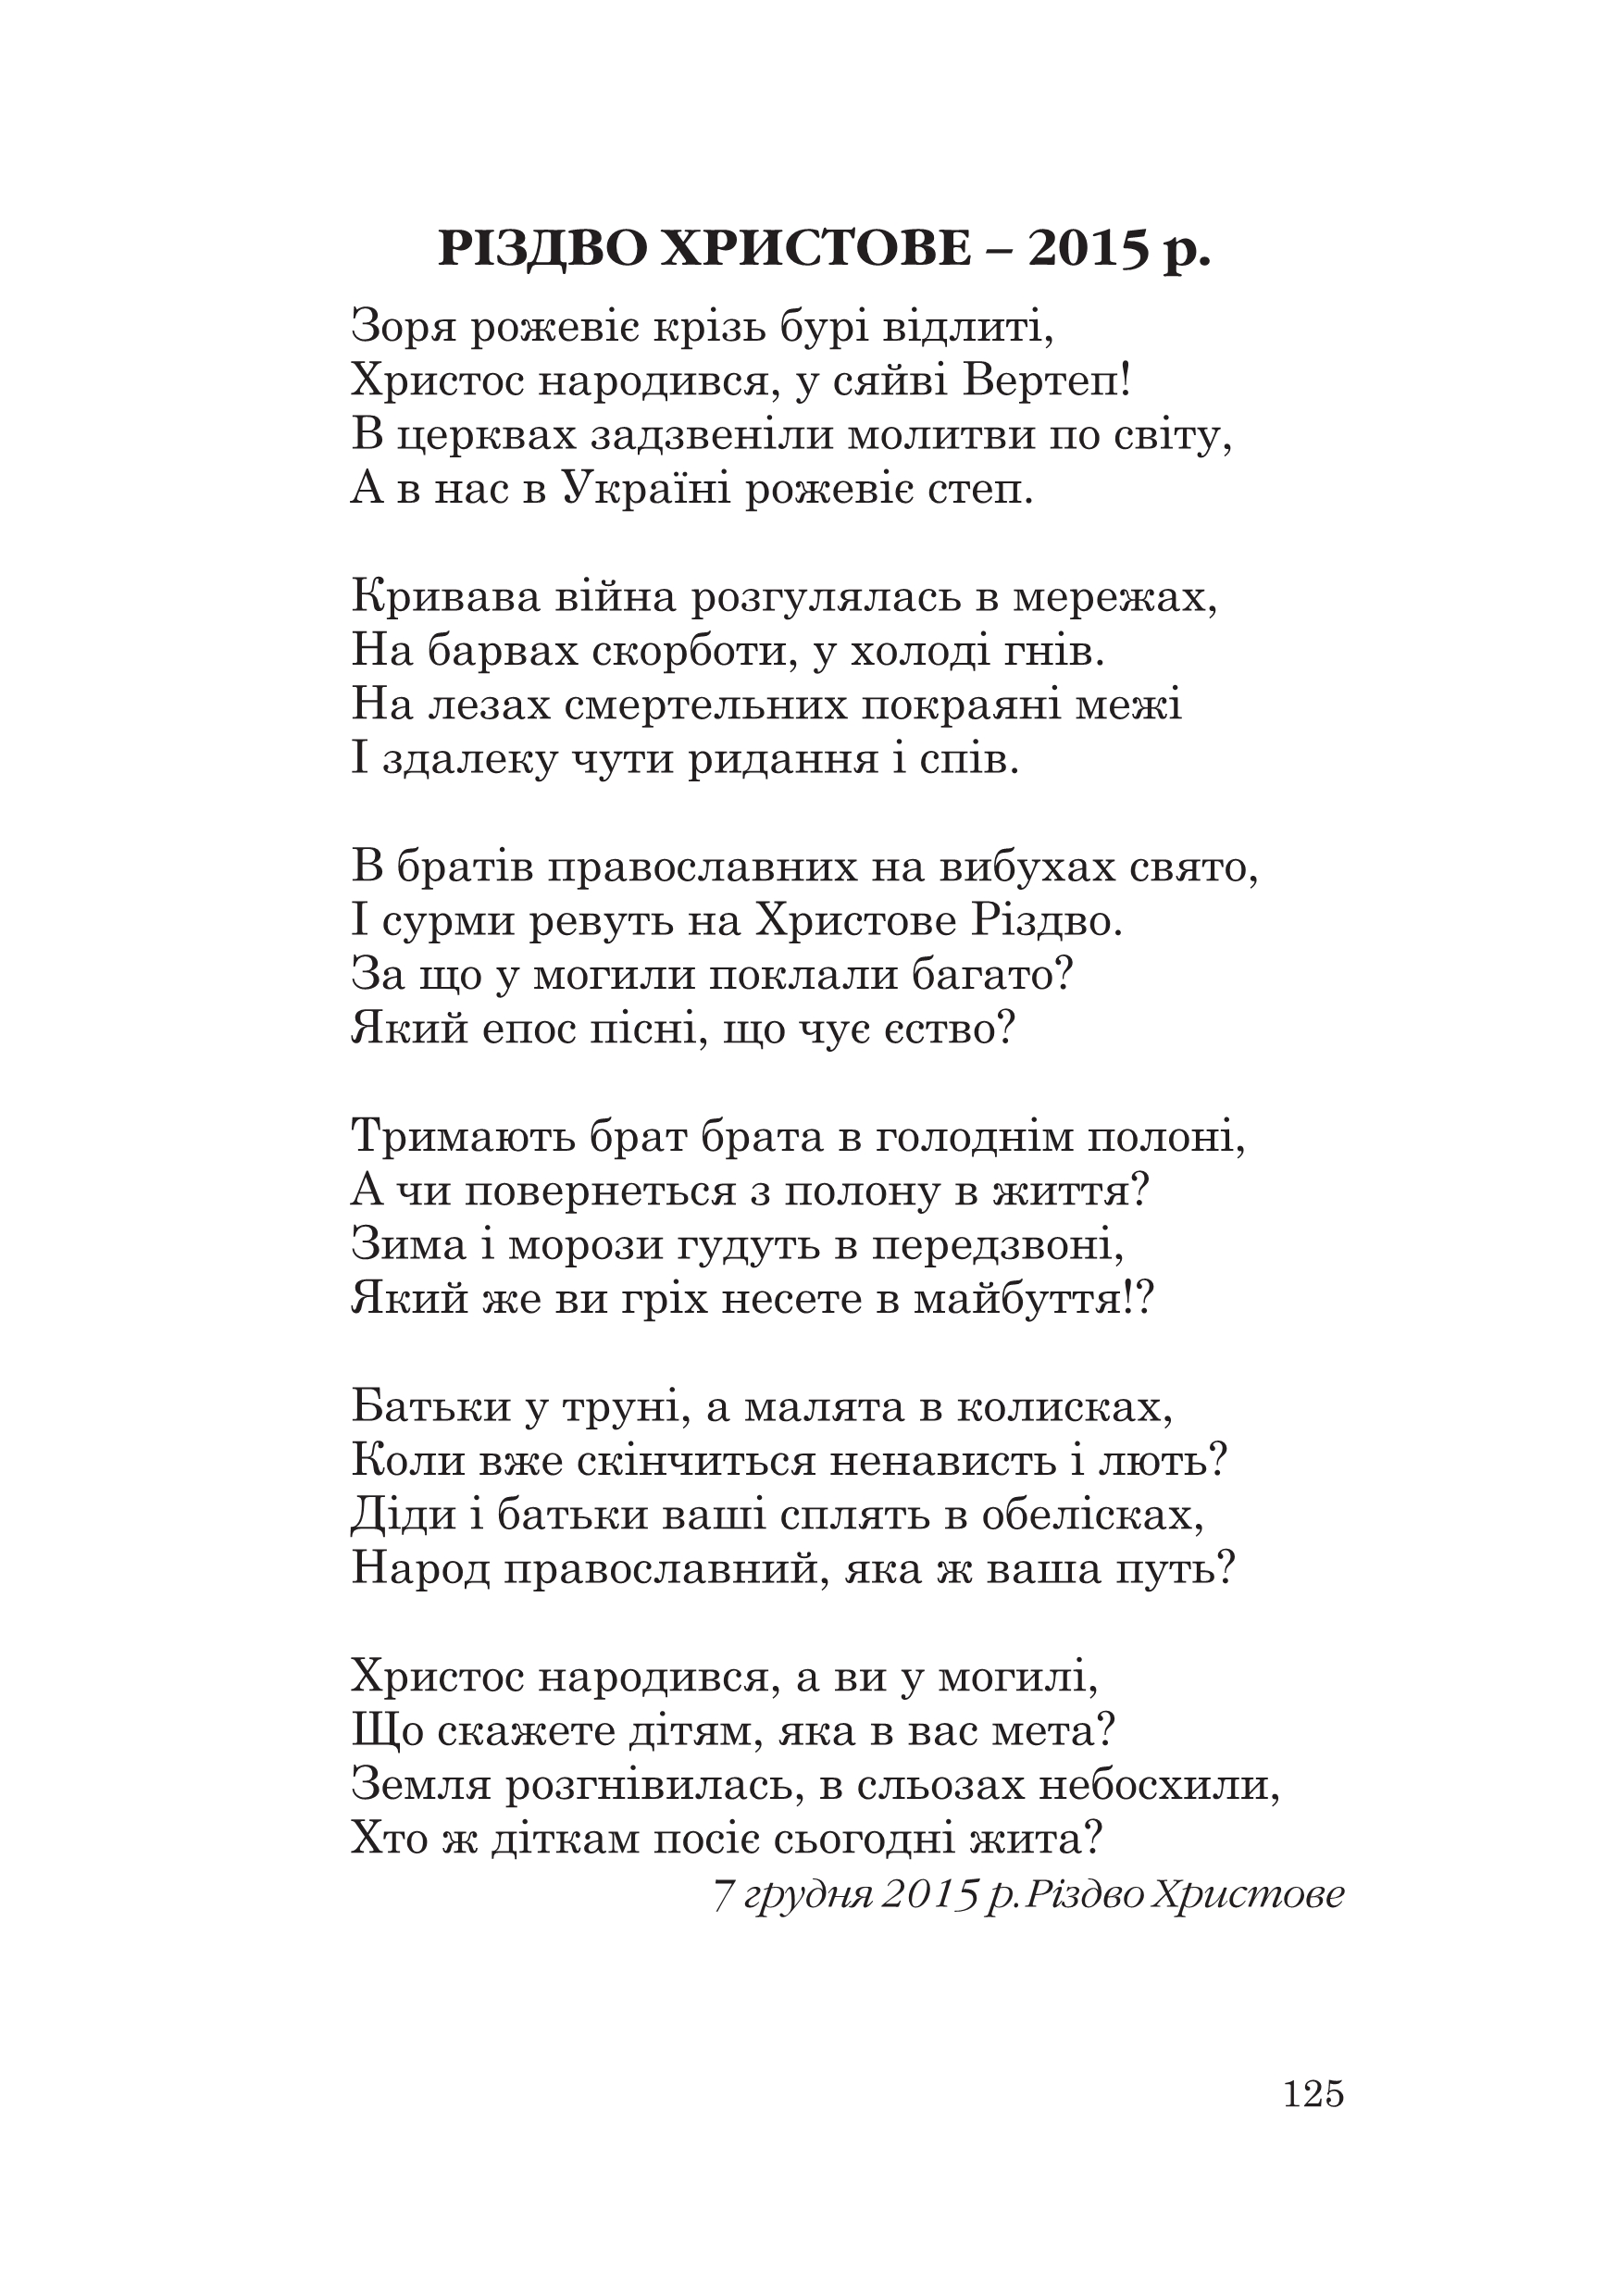 РІЗДВО ХРИСТОВЕ – 2015 р.
Зоря рожевіє крізь бурі відлиті,
Христос народився, у сяйві Вертеп!
В церквах задзвеніли молитви по світу,
А в нас в Україні рожевіє степ.
Кривава війна розгулялась в мережах,
На барвах скорботи, у холоді гнів.
На лезах смертельних покраяні межі
І здалеку чути ридання і спів.
В братів православних на вибухах свято,
І сурми ревуть на Христове Різдво.
За що у могили поклали багато?
Який епос пісні, що чує єство?
Тримають брат брата в голоднім полоні,
А чи повернеться з полону в життя?
Зима і морози гудуть в передзвоні,
Який же ви гріх несете в майбуття!?
Батьки у труні, а малята в колисках,
Коли вже скінчиться ненависть і лють?
Діди і батьки ваші сплять в обелісках,
Народ православний, яка ж ваша путь?
Христос народився, а ви у могилі,
Що скажете дітям, яка в вас мета?
Земля розгнівилась, в сльозах небосхили,
Хто ж діткам посіє сьогодні жита?
7 грудня 2015 р. Різдво Христове
125